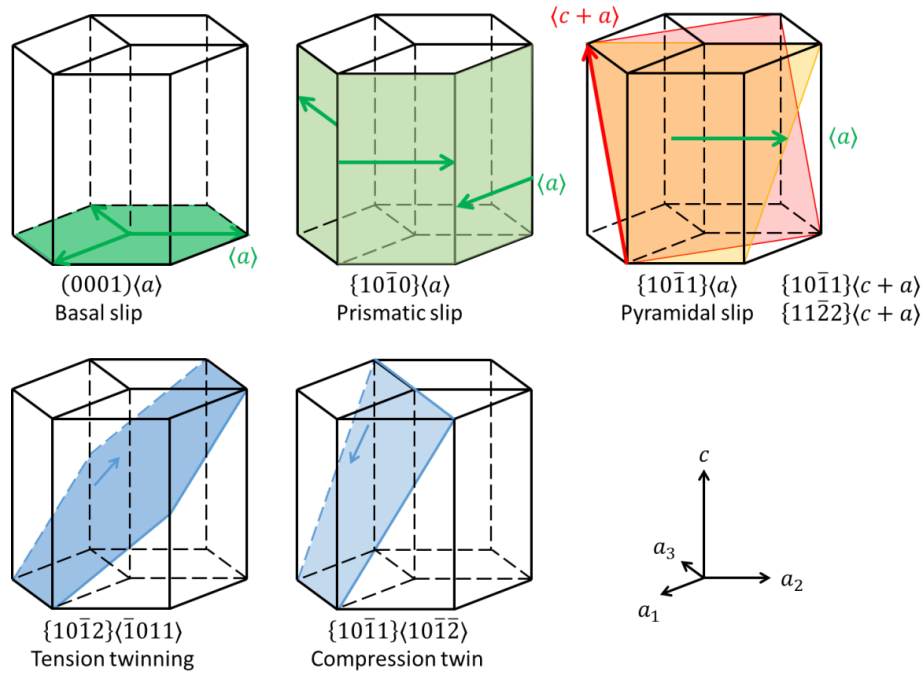 ⟨c + a⟩
⟨a⟩
⟨a⟩
⟨a⟩
(0001)⟨a⟩
Basal slip
{101̄0}⟨a⟩
Prismatic slip
{101̄1}⟨a⟩ {101̄1}⟨c + a⟩
Pyramidal slip {112̄2}⟨c + a⟩
{101̄2}⟨1̄011⟩
Tension twinning
{101̄1}⟨101̄2̄⟩
Compression twin
c
a₃
a₂
a₁